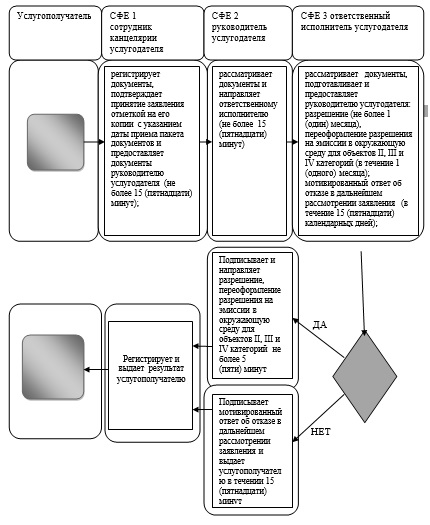 Услугополучатель
СФЕ 1
сотрудник
канцелярии
услугодателя
СФЕ 2
руководитель
услугодателя
СФЕ 3 ответственный
исполнитель услугодателя
регистрирует
документы,
подтверждает
принятие заявления
отметкой на его
копии с указанием
даты приема пакета
документов и
предоставляет
документы
руководителю
услугодателя (не
более 15 (пятнадцати)
минут);
рассматривает
документы и
направляет
ответственному
исполнителю
(не более 15
(пятнадцати)
минут)
рассматривает документы,
подготавливает и
предоставляет
руководителю услугодателя:
разрешение (не более 1
(один) месяца),
переоформление разрешения
на эмиссии в окружающую
среду для объектов II, III и
IV категорий (в течение 1
(одного) месяца);
мотивированный ответ об
отказе в дальнейшем
рассмотрении заявления (в
течение 15 (пятнадцати)
календарных дней);
Подписывает и
направляет
разрешение,
переоформление
разрешения на
эмиссии в
окружающую
среду для
объектов II, III и
IV категорий не
более 5
(пяти) минут
ДА
Регистрирует и
выдает результат
услугополучателю
НЕТ
Подписывает
мотивированный
ответ об отказе в
дальнейшем
рассмотрении
заявления и
выдает
услугополучател
ю в течении 15
(пятнадцати)
минут